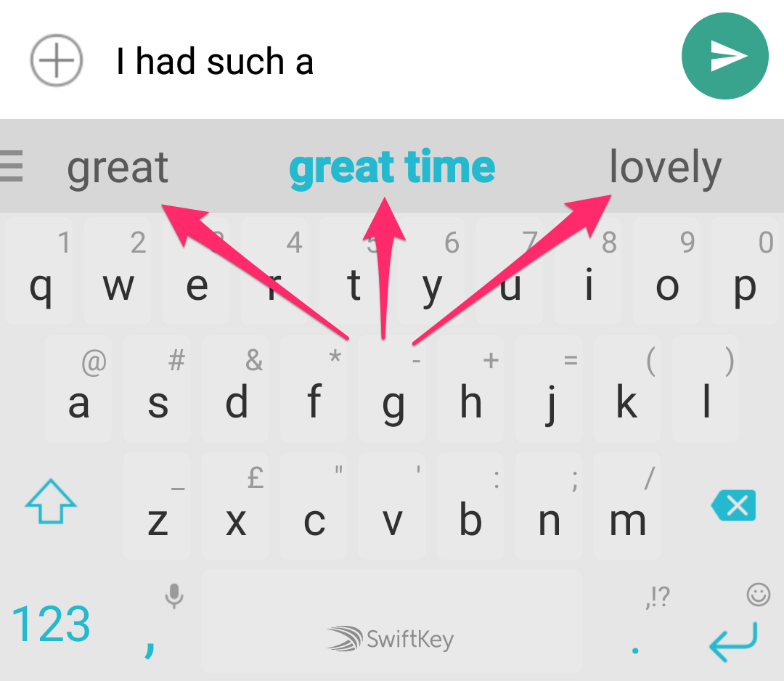 I had such a
great great time lovely
1 2 3 4 5 6 7 8 9 0
q w e r t y u i o p
@ # & * - + = ( )
a s d f g h j k l
_ £ " ' : ; /
z x c v b n m
,!?
123 , SwiftKey .